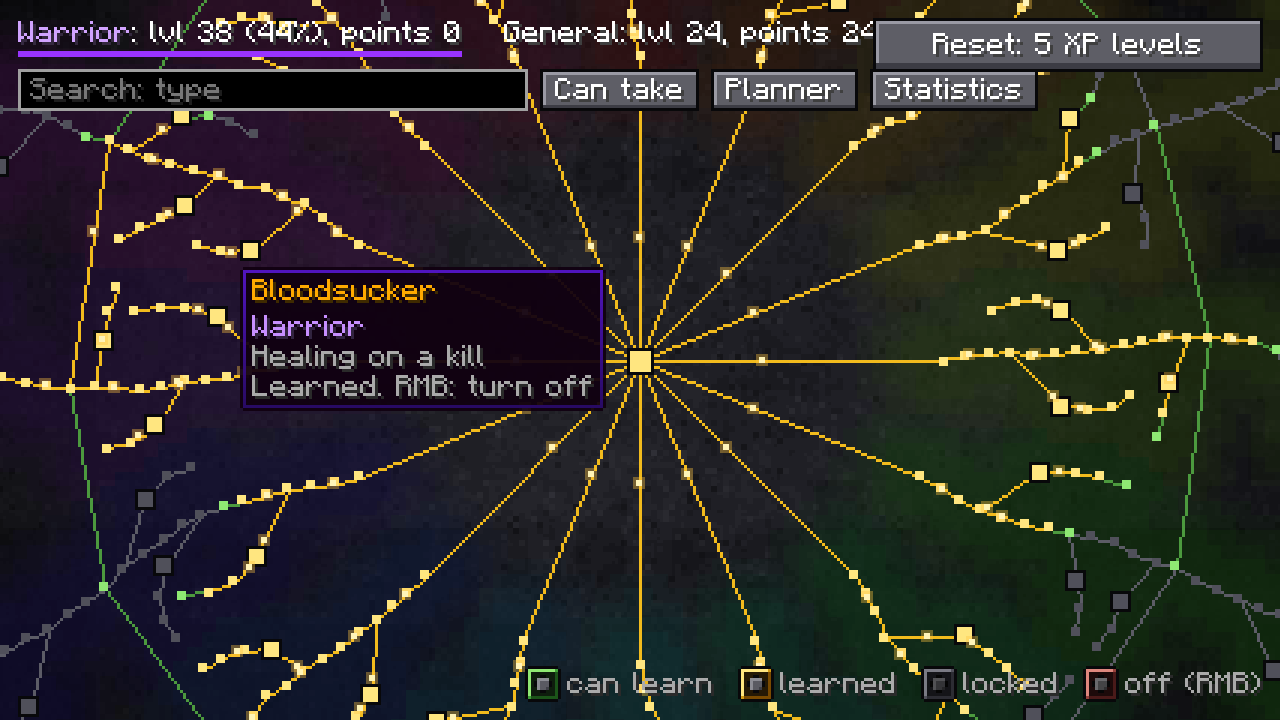 Warrior: lvl 38 (44%), points 0
General: lvl 24, points 24
Reset: 5 XP levels
Search: type
Can take
Planner
Statistics
Bloodsucker
Warrior
Healing on a kill
Learned. RMB: turn off
can learn
learned
locked
off (RMB)